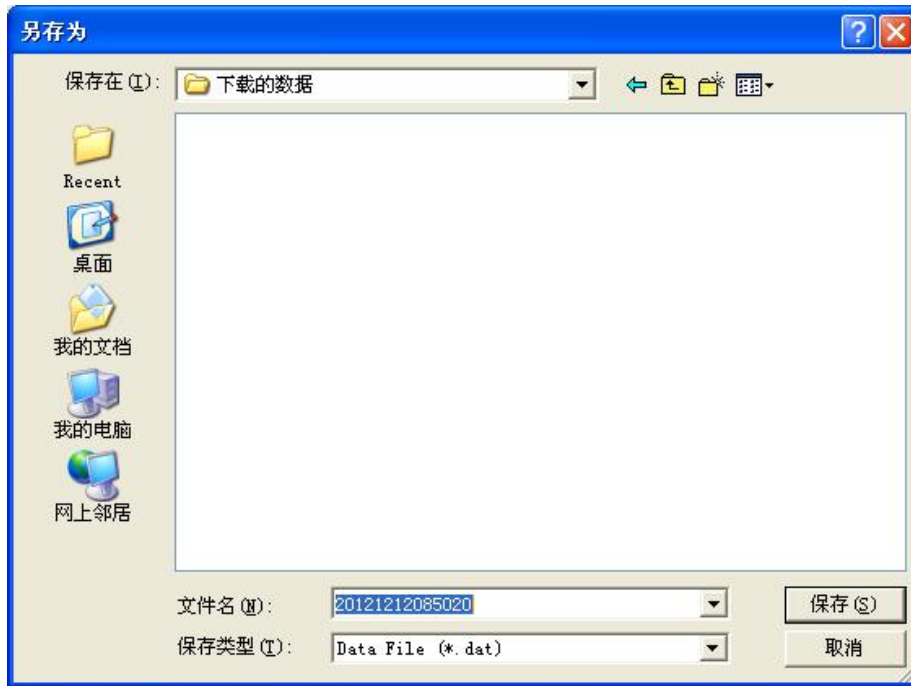 另存为
保存在(I):
下载的数据
Recent
桌面
我的文档
我的电脑
网上邻居
文件名(N):
20121212085020
保存(S)
保存类型(T):
Data File (*.dat)
取消